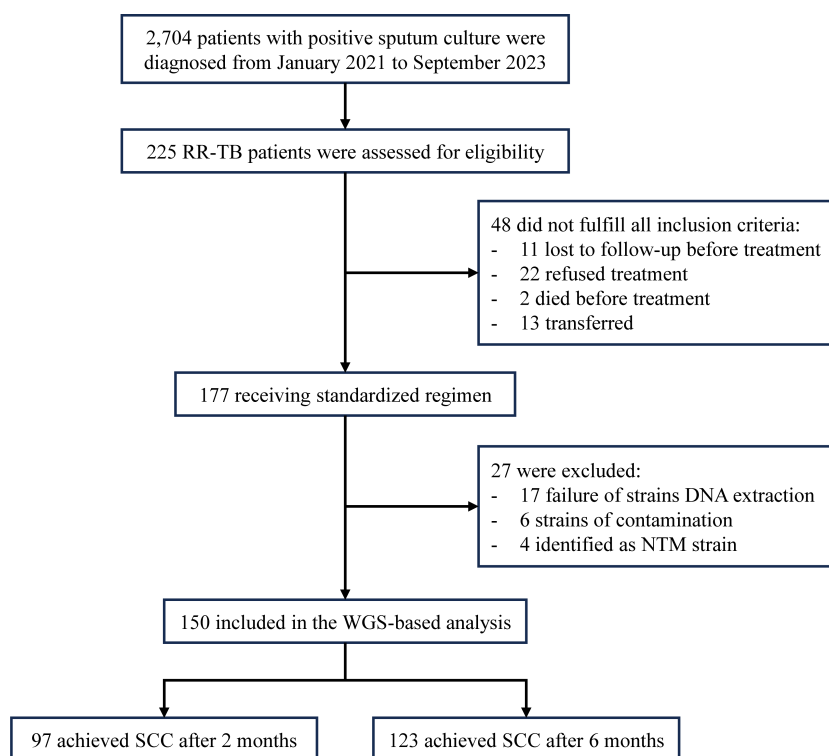 2,704 patients with positive sputum culture were
diagnosed from January 2021 to September 2023
225 RR-TB patients were assessed for eligibility
48 did not fulfill all inclusion criteria:
- 11 lost to follow-up before treatment
- 22 refused treatment
- 2 died before treatment
- 13 transferred
177 receiving standardized regimen
27 were excluded:
- 17 failure of strains DNA extraction
- 6 strains of contamination
- 4 identified as NTM strain
150 included in the WGS-based analysis
97 achieved SCC after 2 months
123 achieved SCC after 6 months